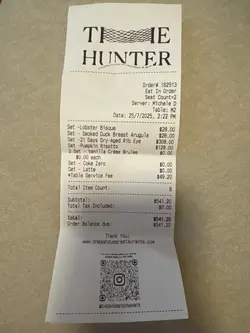 THE
HUNTER
Order#.182913
Eat In Order
Seat Count=2
Server: Michele D
Table: M2
Date: 25/7/2025, 2:22 PM
Set -Lobster Bisque $28.00
Set - Smoked Duck Breast Arugula $28.00
Set -21 Days Dry-Aged Rib Eye $308.00
Set -Pumpkin Risotto $128.00
2 Set - Vanilla Creme Brulee $0.00
$0.00 each
Set - Coke Zero $0.00
Set - Latte $0.00
*Table Service Fee $49.20
Total Item Count: 8
Subtotal: $541.20
Total Tax Included: $0.00
Total: $541.20
Order Balance due: $541.20
Thank You!